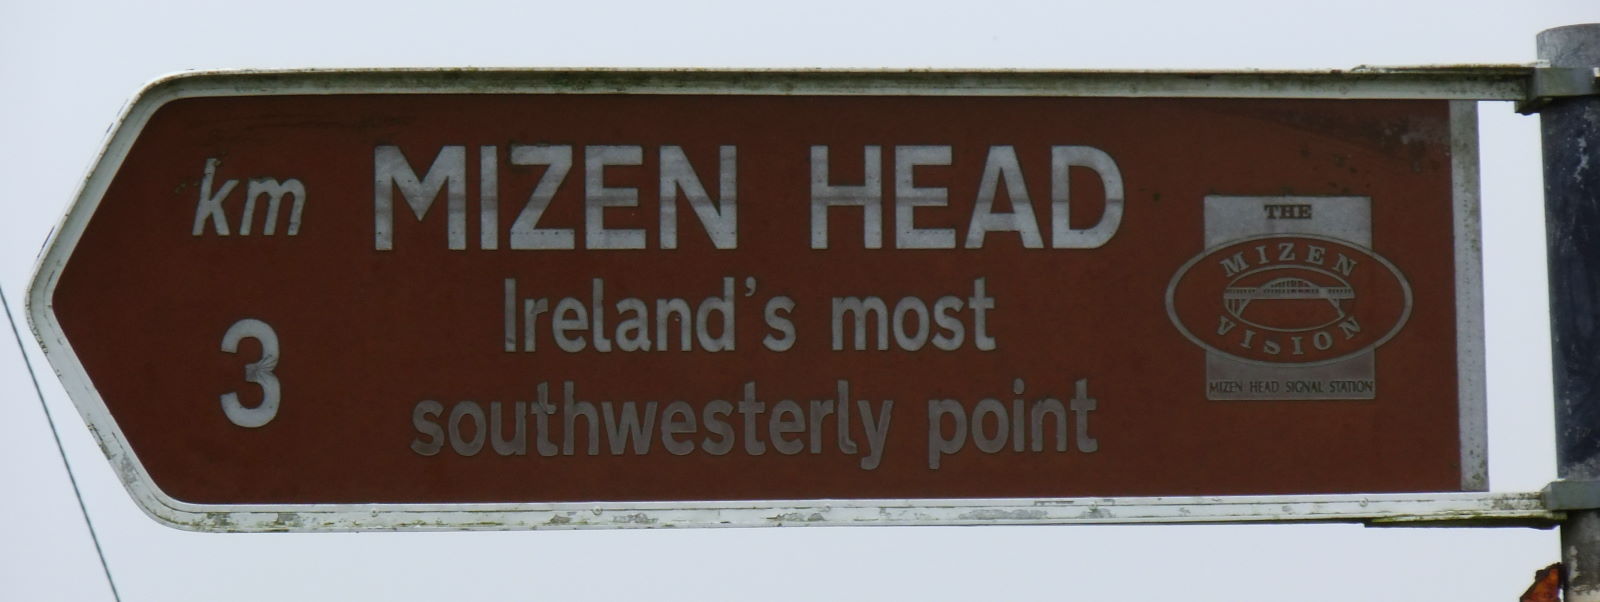 km
3
MIZEN HEAD
Ireland's most
southwesterly point
THE
MIZEN
VISION
MIZEN HEAD SIGNAL STATION